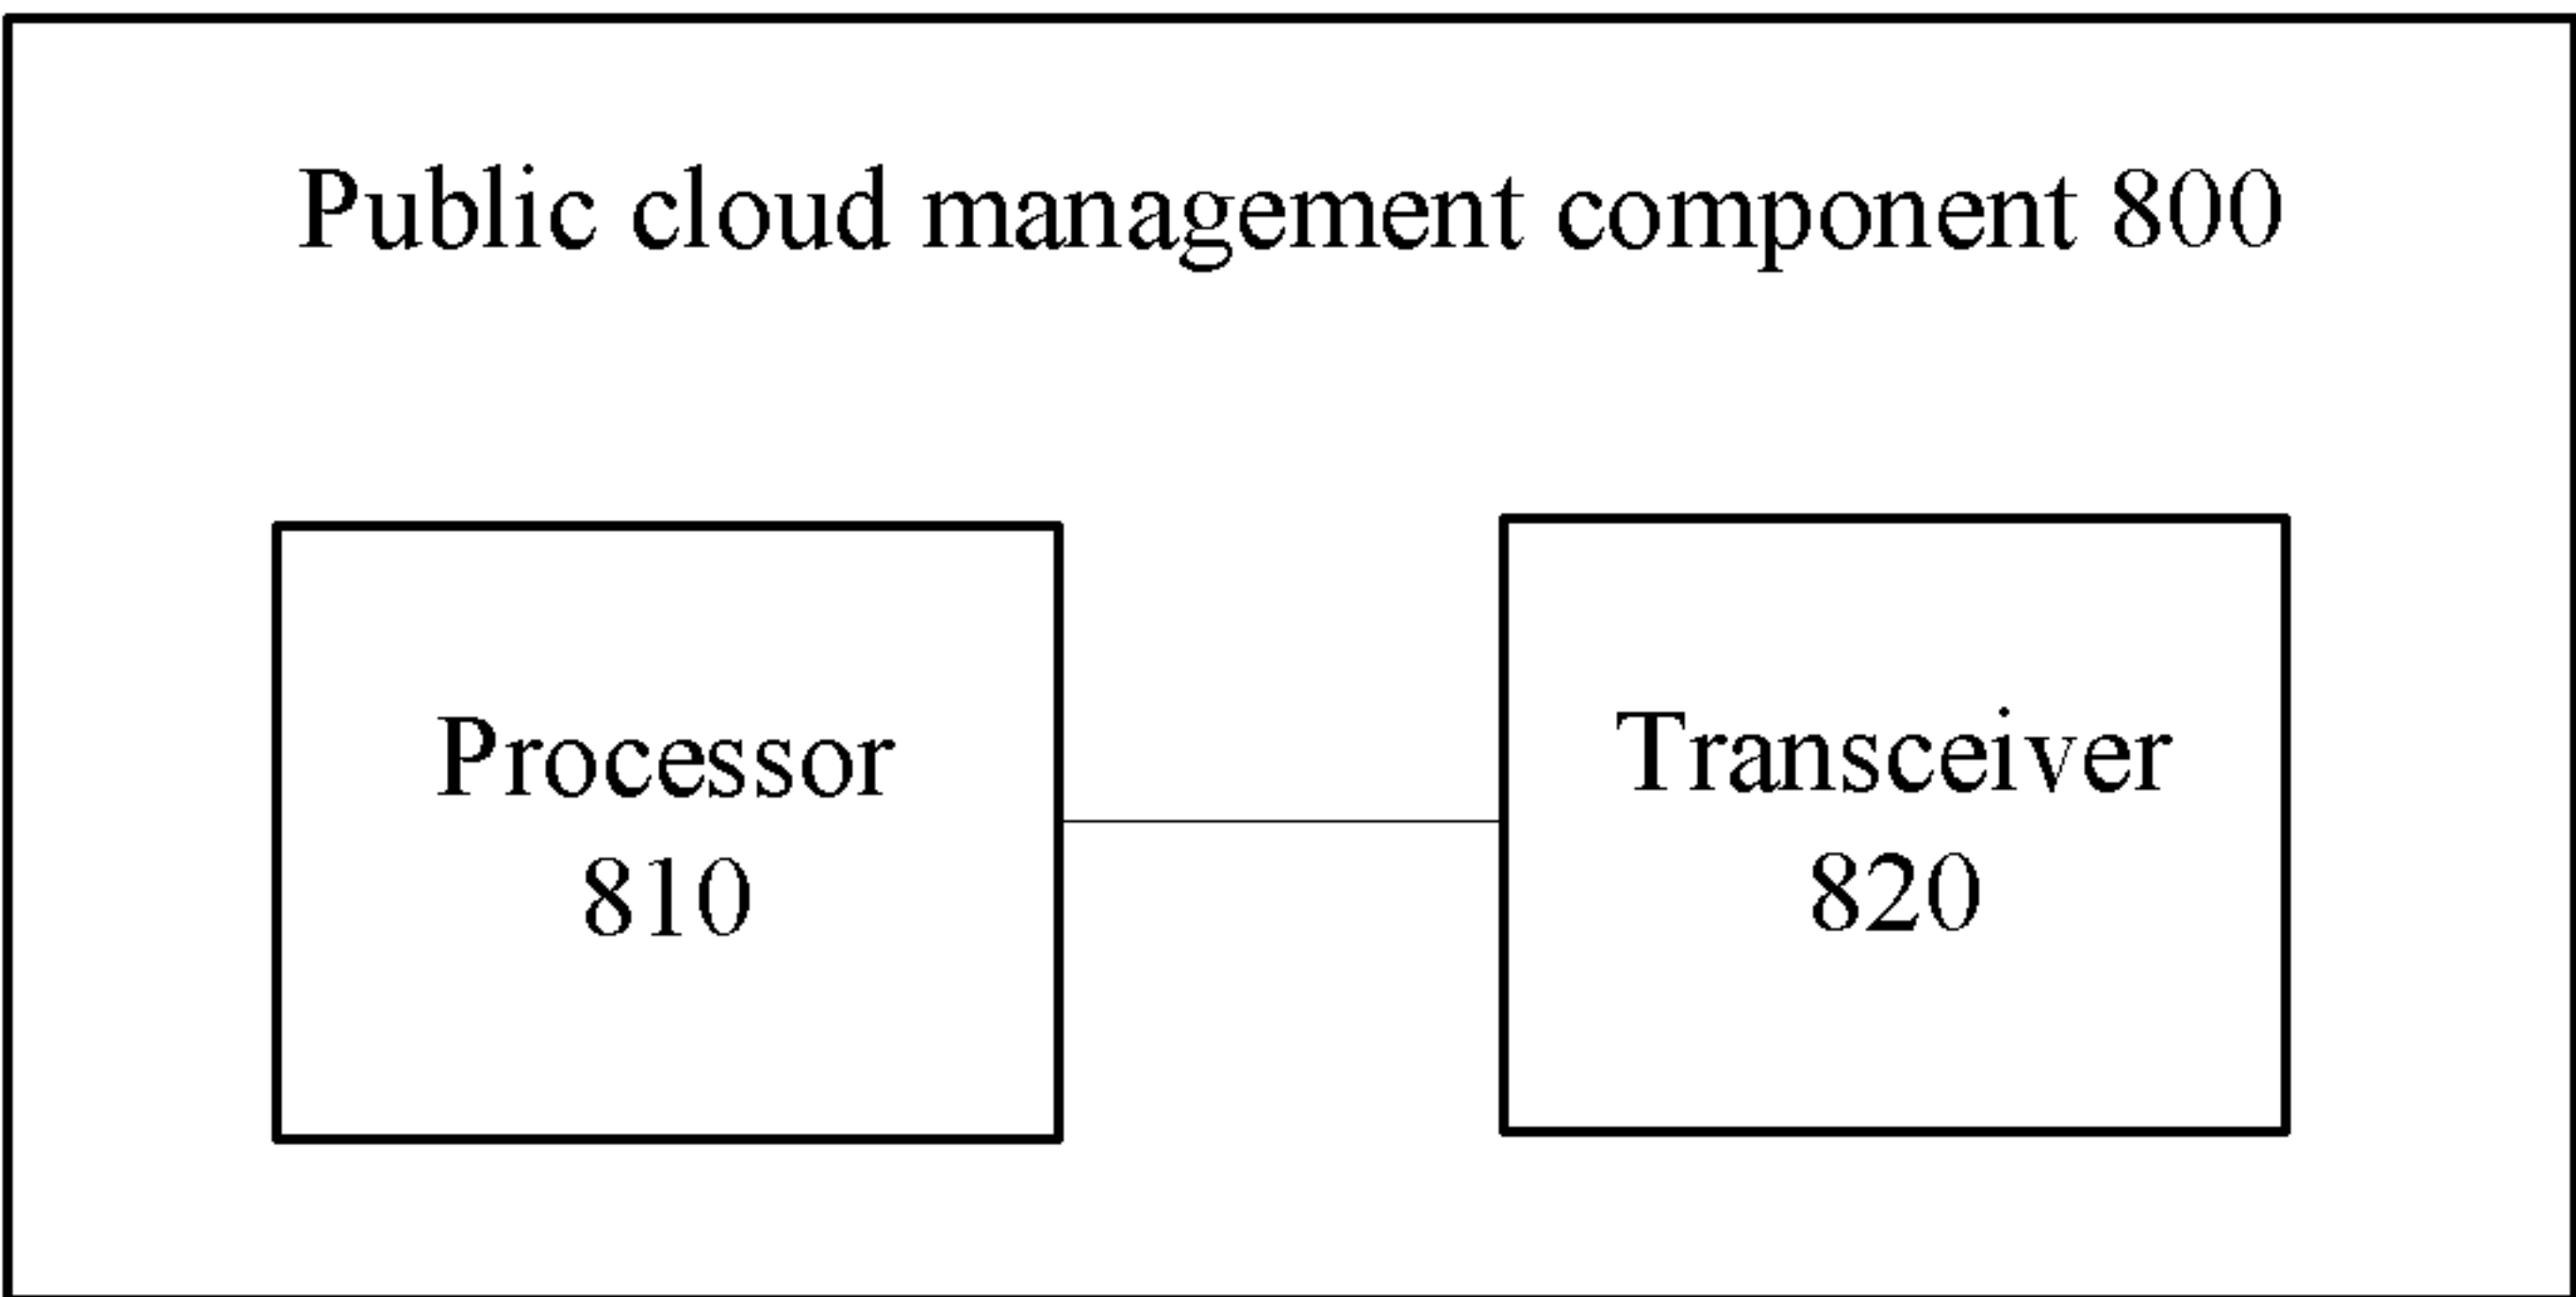 Public cloud management component 800
Processor
810
Transceiver
820